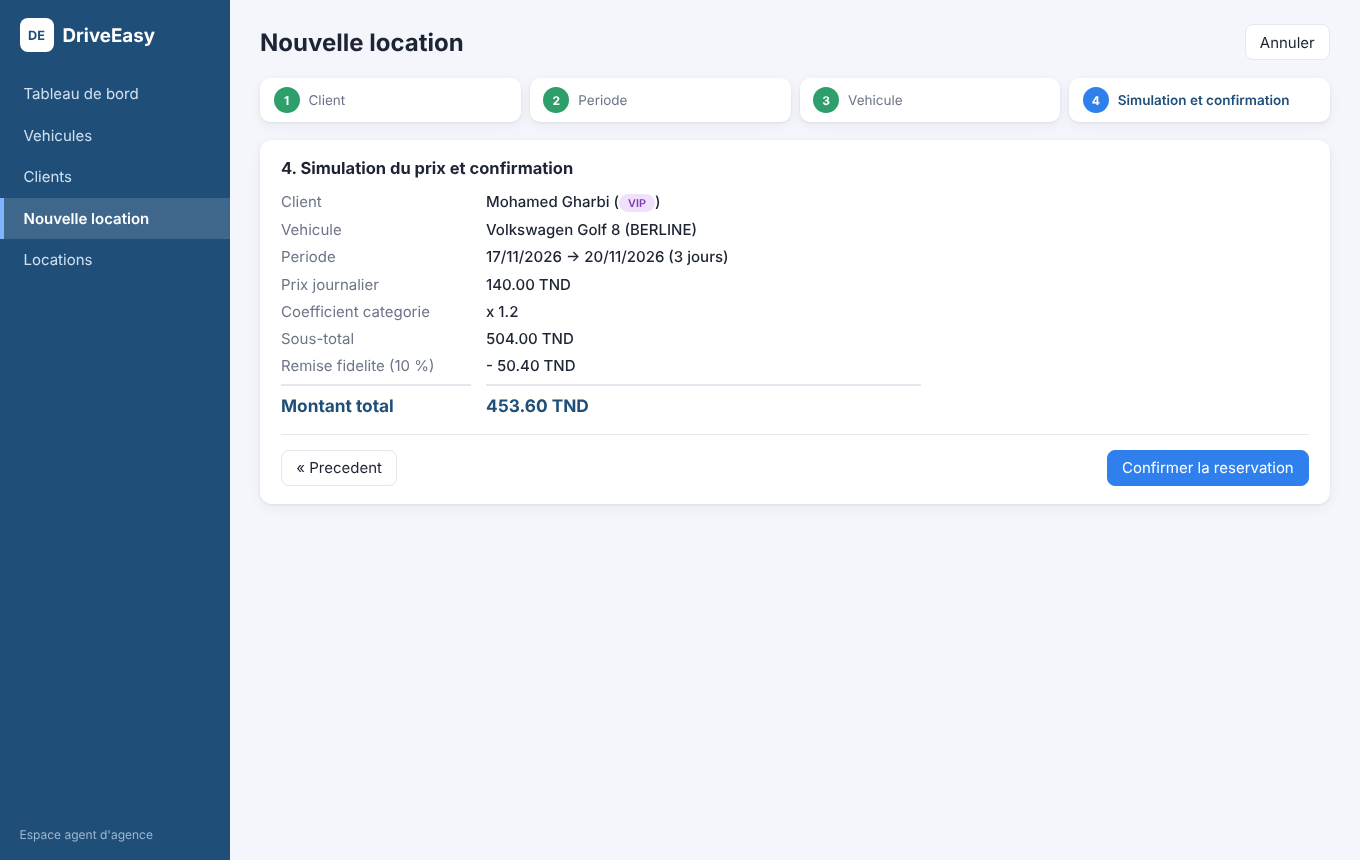 DE DriveEasy
Tableau de bord
Vehicules
Clients
Nouvelle location
Locations
Espace agent d'agence
Nouvelle location
Annuler
1 Client
2 Periode
3 Vehicule
4 Simulation et confirmation
4. Simulation du prix et confirmation
Client Mohamed Gharbi (VIP)
Vehicule Volkswagen Golf 8 (BERLINE)
Periode 17/11/2026 → 20/11/2026 (3 jours)
Prix journalier 140.00 TND
Coefficient categorie x 1.2
Sous-total 504.00 TND
Remise fidelite (10 %) - 50.40 TND
Montant total 453.60 TND
« Precedent
Confirmer la reservation